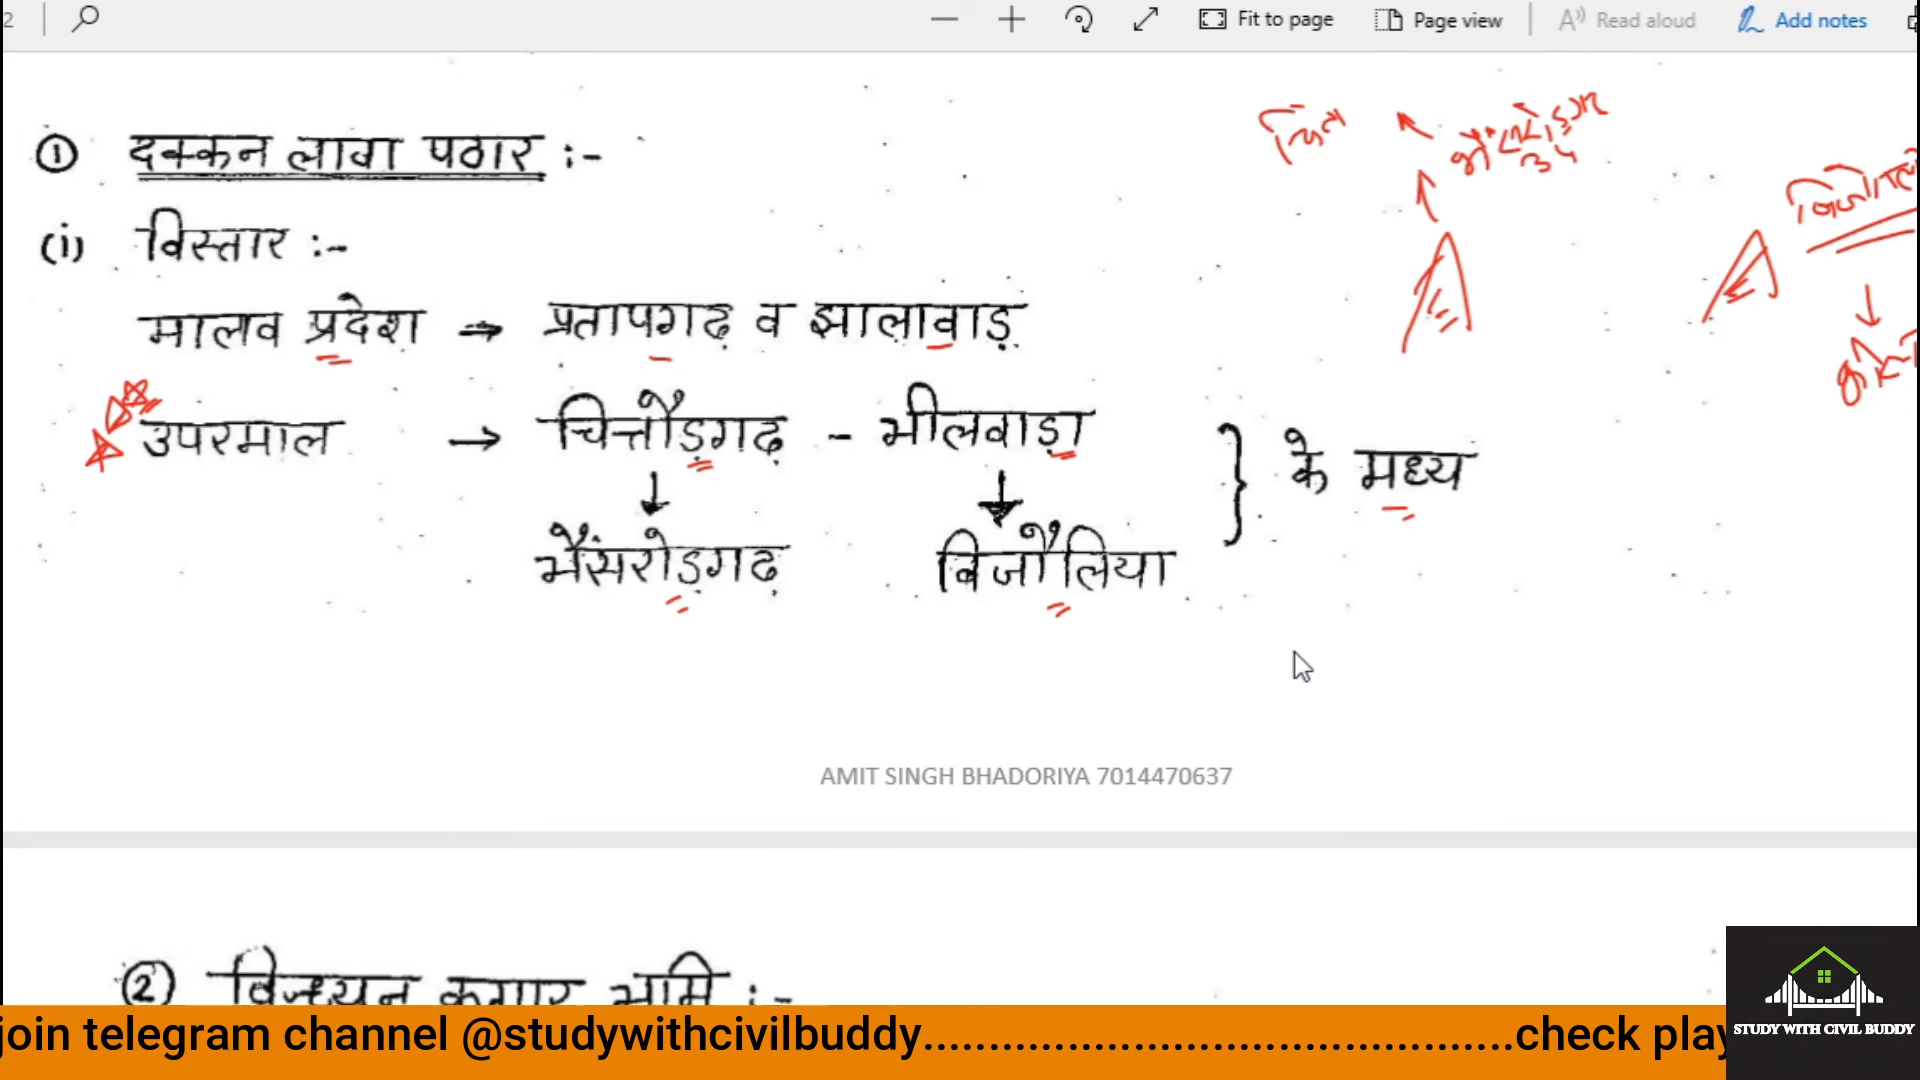 2
Fit to page
Page view
Read aloud
Add notes
① दक्कन लावा पठार :-
(i) विस्तार :-
मालव प्रदेश → प्रतापगढ़ व झालावाड़
उपरमाल → चित्तौड़गढ़ - भीलवाड़ा } के मध्य
↓ ↓
भैंसरोड़गढ़ बिजौलिया
AMIT SINGH BHADORIYA 7014470637
② विन्ध्यन कगार भूमि :-
join telegram channel @studywithcivilbuddy............................................check play
STUDY WITH CIVIL BUDDY